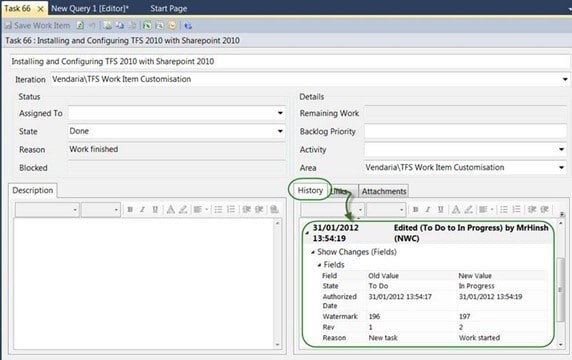 Task 66
New Query 1 [Editor]*
Start Page
Save Work Item
Task 66 : Installing and Configuring TFS 2010 with Sharepoint 2010
Installing and Configuring TFS 2010 with Sharepoint 2010
Iteration Vendaria\TFS Work Item Customisation
Status
Details
Assigned To
Remaining Work
State Done
Backlog Priority
Reason Work finished
Activity
Blocked
Area Vendaria\TFS Work Item Customisation
Description
History Links Attachments
B I U A
B I U A
31/01/2012 Edited (To Do to In Progress) by MrHinsh
13:54:19 (NWC)
Show Changes (Fields)
Fields
Field Old Value New Value
State To Do In Progress
Authorized 31/01/2012 13:54:17 31/01/2012 13:54:19
Date
Watermark 196 197
Rev 1 2
Reason New task Work started